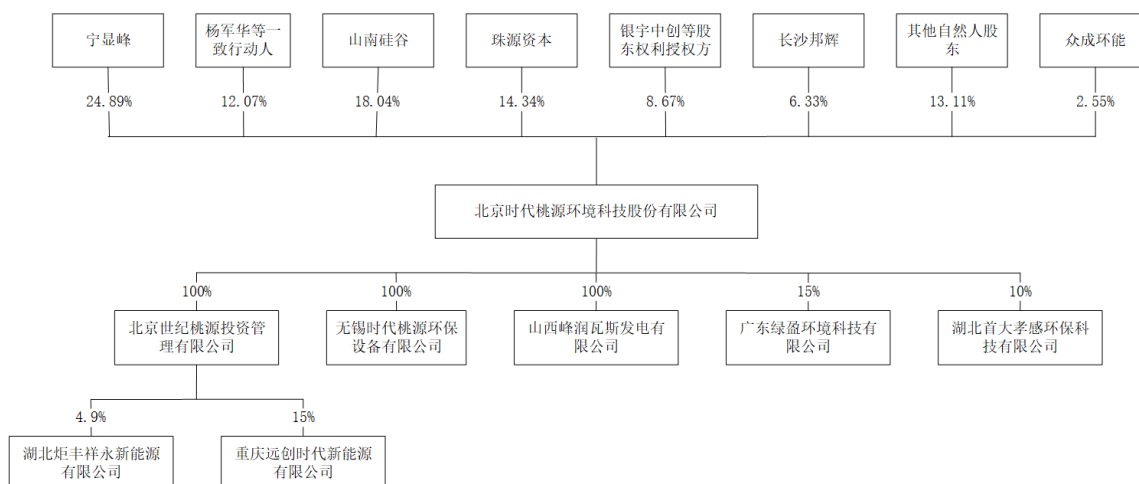 宁显峰
杨军华等一
致行动人
山南硅谷
珠源资本
银宇中创等股
东权利授权方
长沙邦辉
其他自然人股
东
众成环能
24.89%
12.07%
18.04%
14.34%
8.67%
6.33%
13.11%
2.55%
北京时代桃源环境科技股份有限公司
100%
100%
100%
15%
10%
北京世纪桃源投资管
理有限公司
无锡时代桃源环保
设备有限公司
山西峰润瓦斯发电有
限公司
广东绿盈环境科技有
限公司
湖北首大孝感环保科
技有限公司
4.9%
15%
湖北炬丰祥永新能源
有限公司
重庆远创时代新能源
有限公司